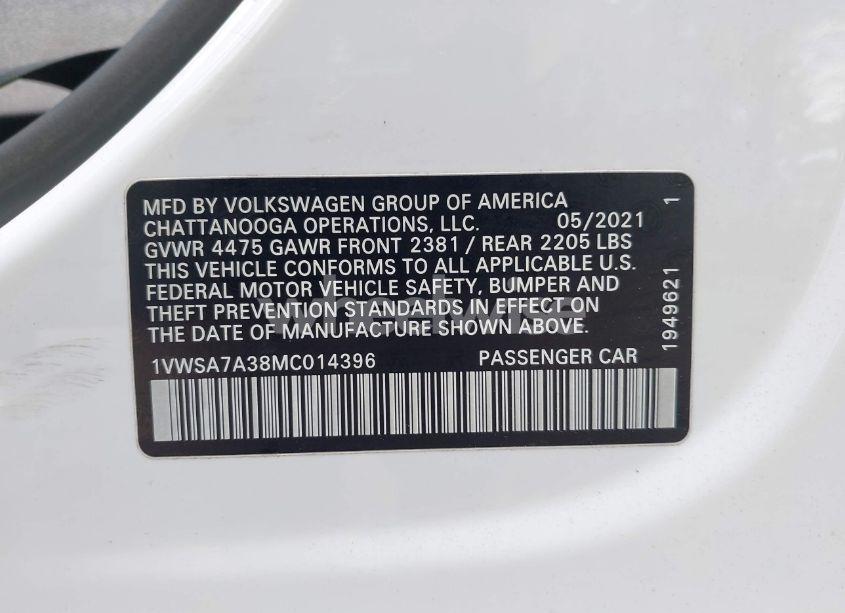 MFD BY VOLKSWAGEN GROUP OF AMERICA
CHATTANOOGA OPERATIONS, LLC. 05/2021
GVWR 4475 GAWR FRONT 2381 / REAR 2205 LBS
THIS VEHICLE CONFORMS TO ALL APPLICABLE U.S.
FEDERAL MOTOR VEHICLE SAFETY, BUMPER AND
THEFT PREVENTION STANDARDS IN EFFECT ON
THE DATE OF MANUFACTURE SHOWN ABOVE.
1VWSA7A38MC014396 PASSENGER CAR
1949621 1